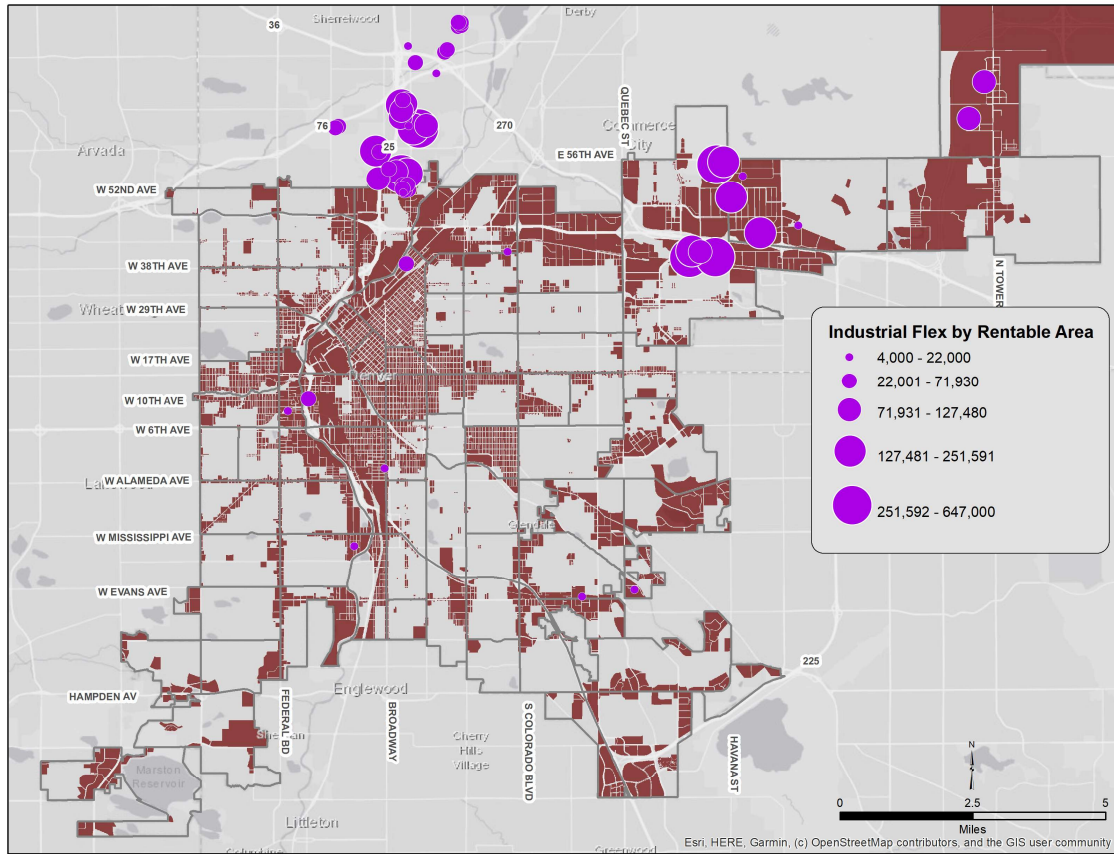 36
Sherrelwood
Derby
QUEBEC ST
76
270
Commerce
City
25
Arvada
E 56TH AVE
W 52ND AVE
W 38TH AVE
N TOWER
W 29TH AVE
Industrial Flex by Rentable Area
4,000 - 22,000
22,001 - 71,930
71,931 - 127,480
127,481 - 251,591
251,592 - 647,000
W 17TH AVE
W 10TH AVE
W 6TH AVE
W ALAMEDA AVE
Glendale
W MISSISSIPPI AVE
W EVANS AVE
225
Englewood
HAMPDEN AV
FEDERAL BD
BROADWAY
S COLORADO BLVD
HAVANA ST
Cherry
Hills
Village
Marston
Reservoir
N
0
2.5
5
Miles
Littleton
Esri, HERE, Garmin, (c) OpenStreetMap contributors, and the GIS user community